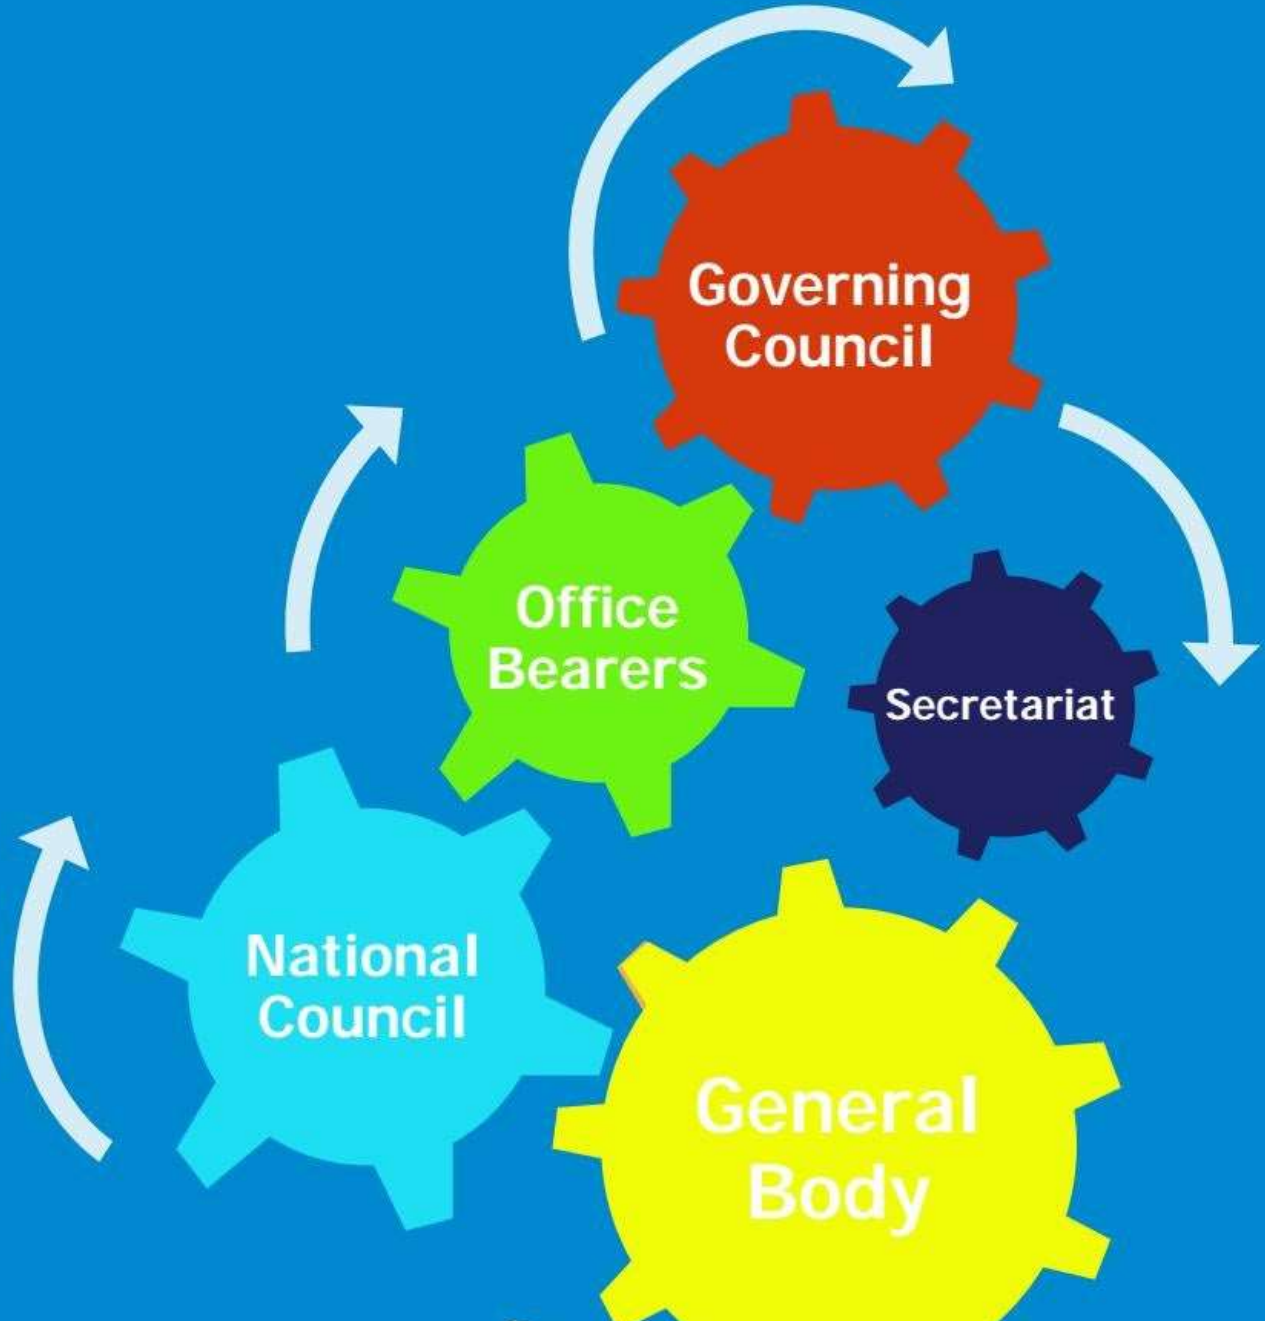 Governing
Council
Office
Bearers
Secretariat
National
Council
General
Body